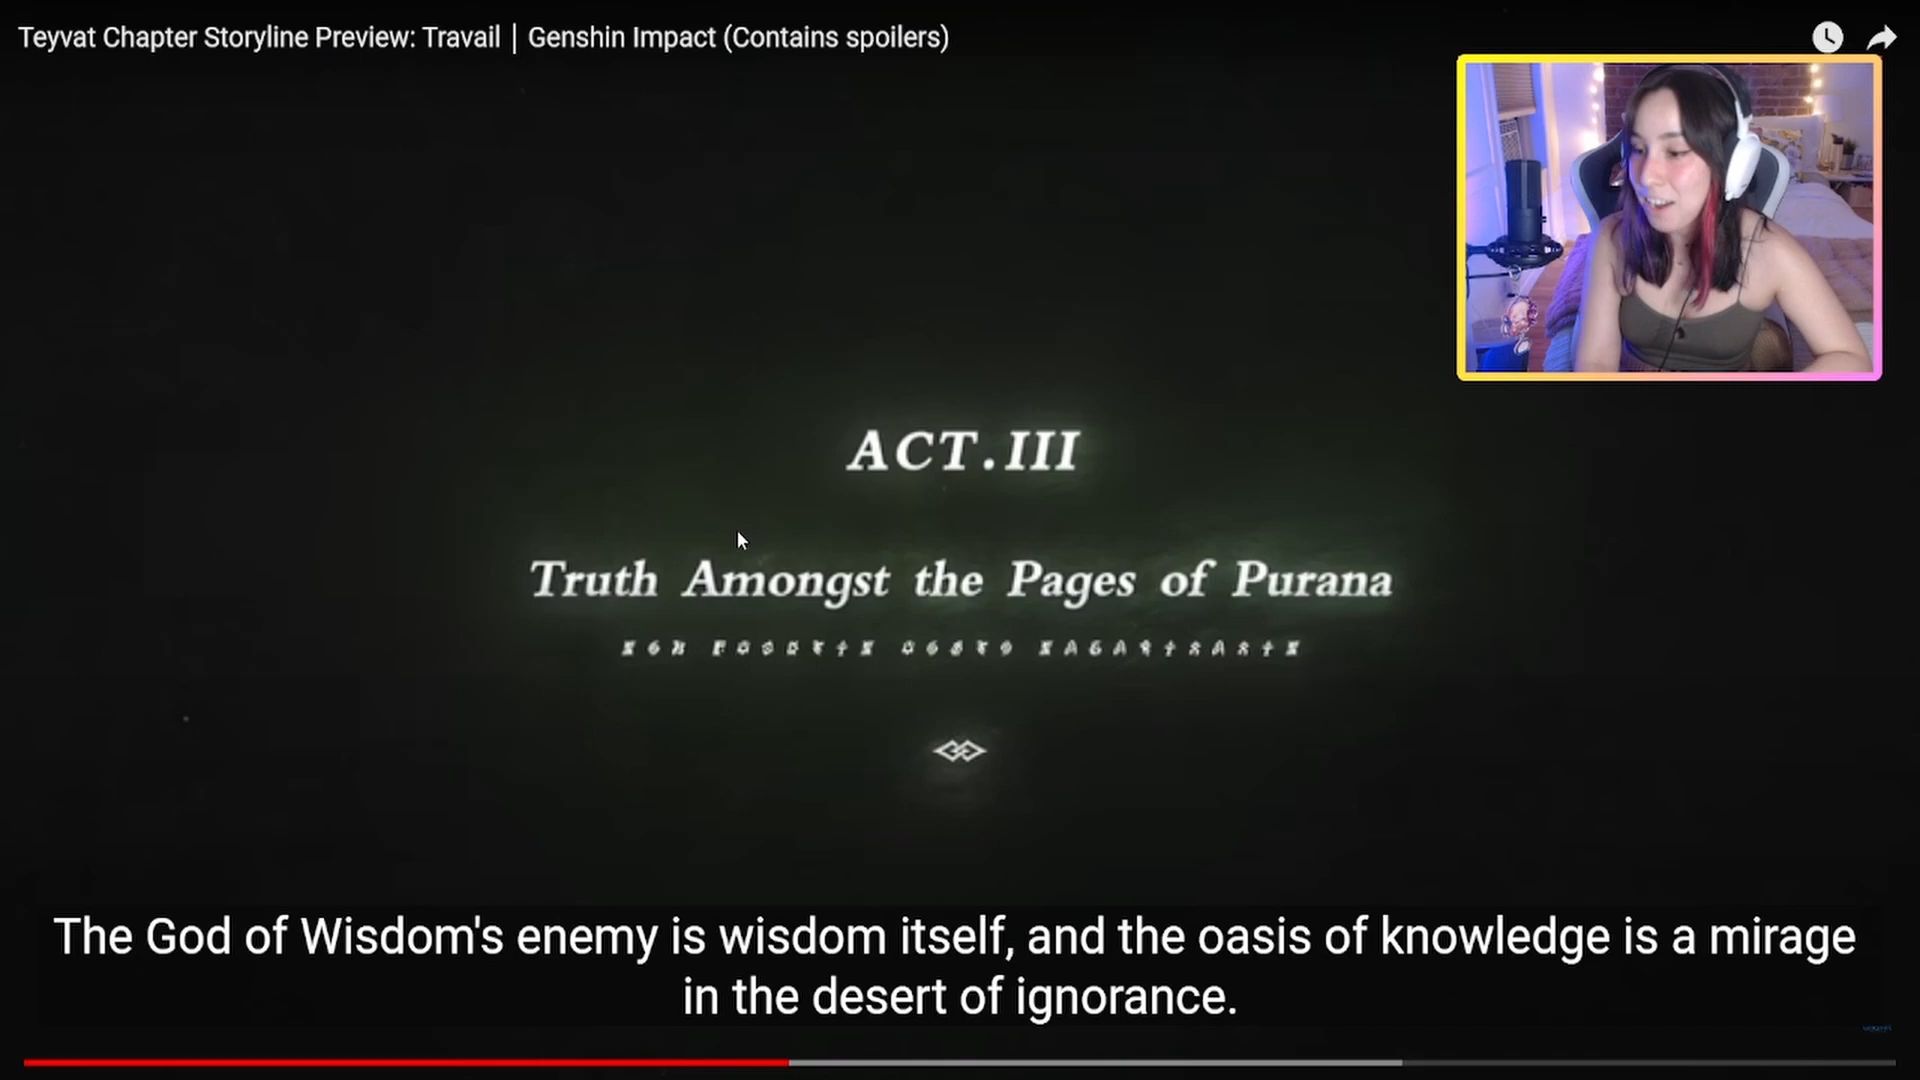 Teyvat Chapter Storyline Preview: Travail | Genshin Impact (Contains spoilers)
ACT.III
Truth Amongst the Pages of Purana
The God of Wisdom's enemy is wisdom itself, and the oasis of knowledge is a mirage
in the desert of ignorance.